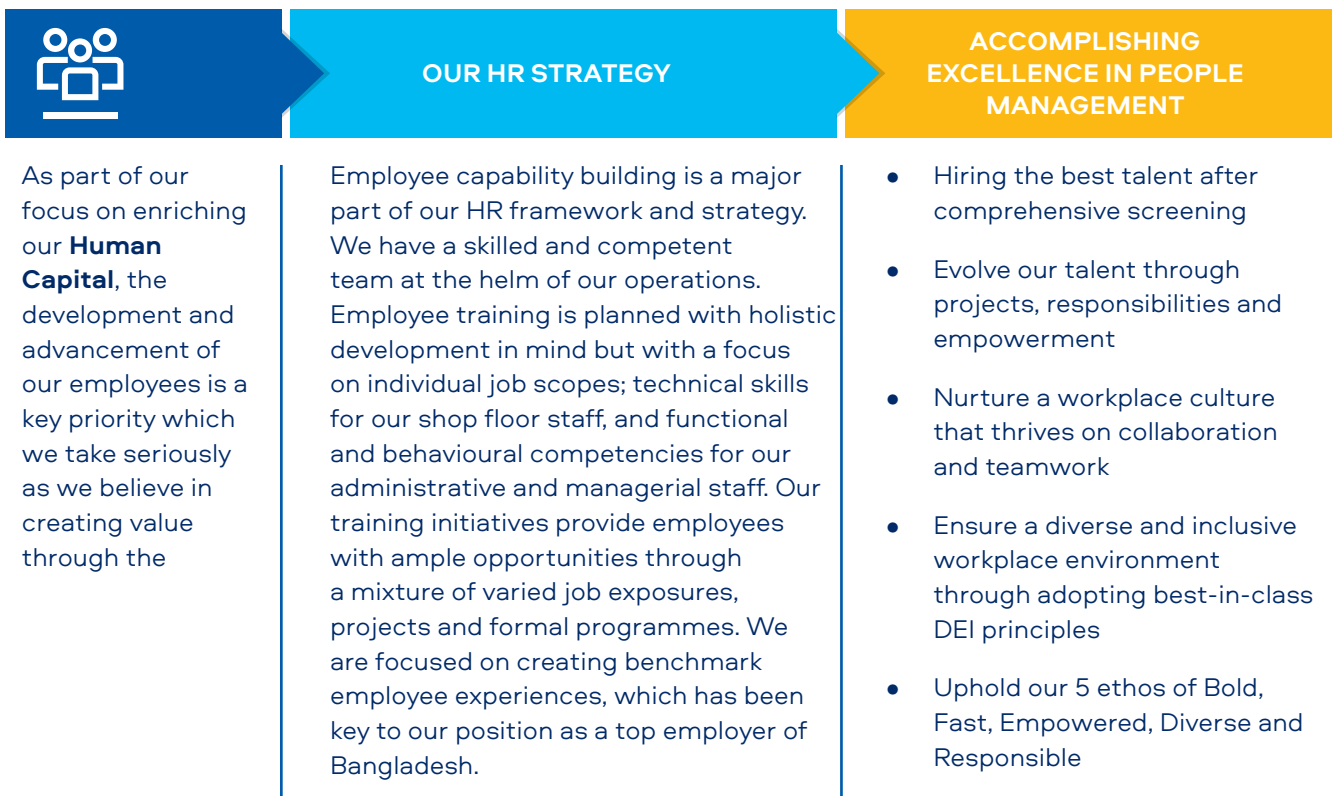 OUR HR STRATEGY
ACCOMPLISHING
EXCELLENCE IN PEOPLE
MANAGEMENT
As part of our
focus on enriching
our Human
Capital, the
development and
advancement of
our employees is a
key priority which
we take seriously
as we believe in
creating value
through the
Employee capability building is a major
part of our HR framework and strategy.
We have a skilled and competent
team at the helm of our operations.
Employee training is planned with holistic
development in mind but with a focus
on individual job scopes; technical skills
for our shop floor staff, and functional
and behavioural competencies for our
administrative and managerial staff. Our
training initiatives provide employees
with ample opportunities through
a mixture of varied job exposures,
projects and formal programmes. We
are focused on creating benchmark
employee experiences, which has been
key to our position as a top employer of
Bangladesh.
● Hiring the best talent after
comprehensive screening
● Evolve our talent through
projects, responsibilities and
empowerment
● Nurture a workplace culture
that thrives on collaboration
and teamwork
● Ensure a diverse and inclusive
workplace environment
through adopting best-in-class
DEI principles
● Uphold our 5 ethos of Bold,
Fast, Empowered, Diverse and
Responsible